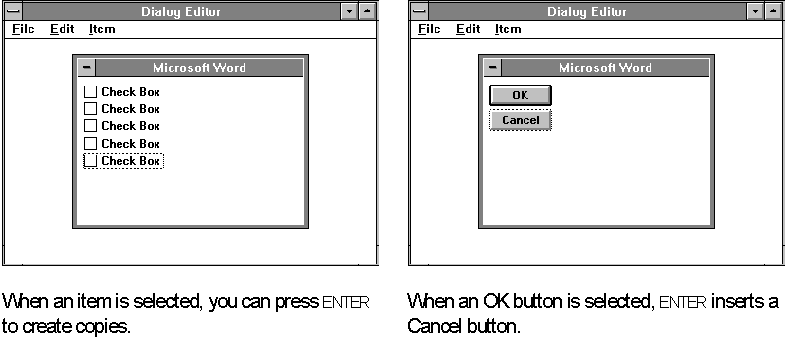 Dialog Editor
File Edit Item
Microsoft Word
Check Box
Check Box
Check Box
Check Box
Check Box
When an item is selected, you can press ENTER
to create copies.
Dialog Editor
File Edit Item
Microsoft Word
OK
Cancel
When an OK button is selected, ENTER inserts a
Cancel button.